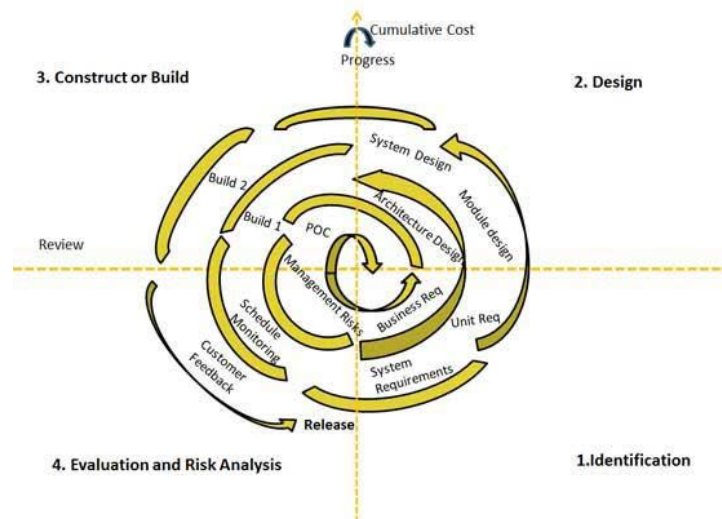 Cumulative Cost
Progress
3. Construct or Build
2. Design
System Design
Module design
Architecture Design
Build 2
Build 1
POC
Review
Management Risks
Business Req
Unit Req
Schedule
Monitoring
System
Requirements
Customer
Feedback
Release
4. Evaluation and Risk Analysis
1.Identification